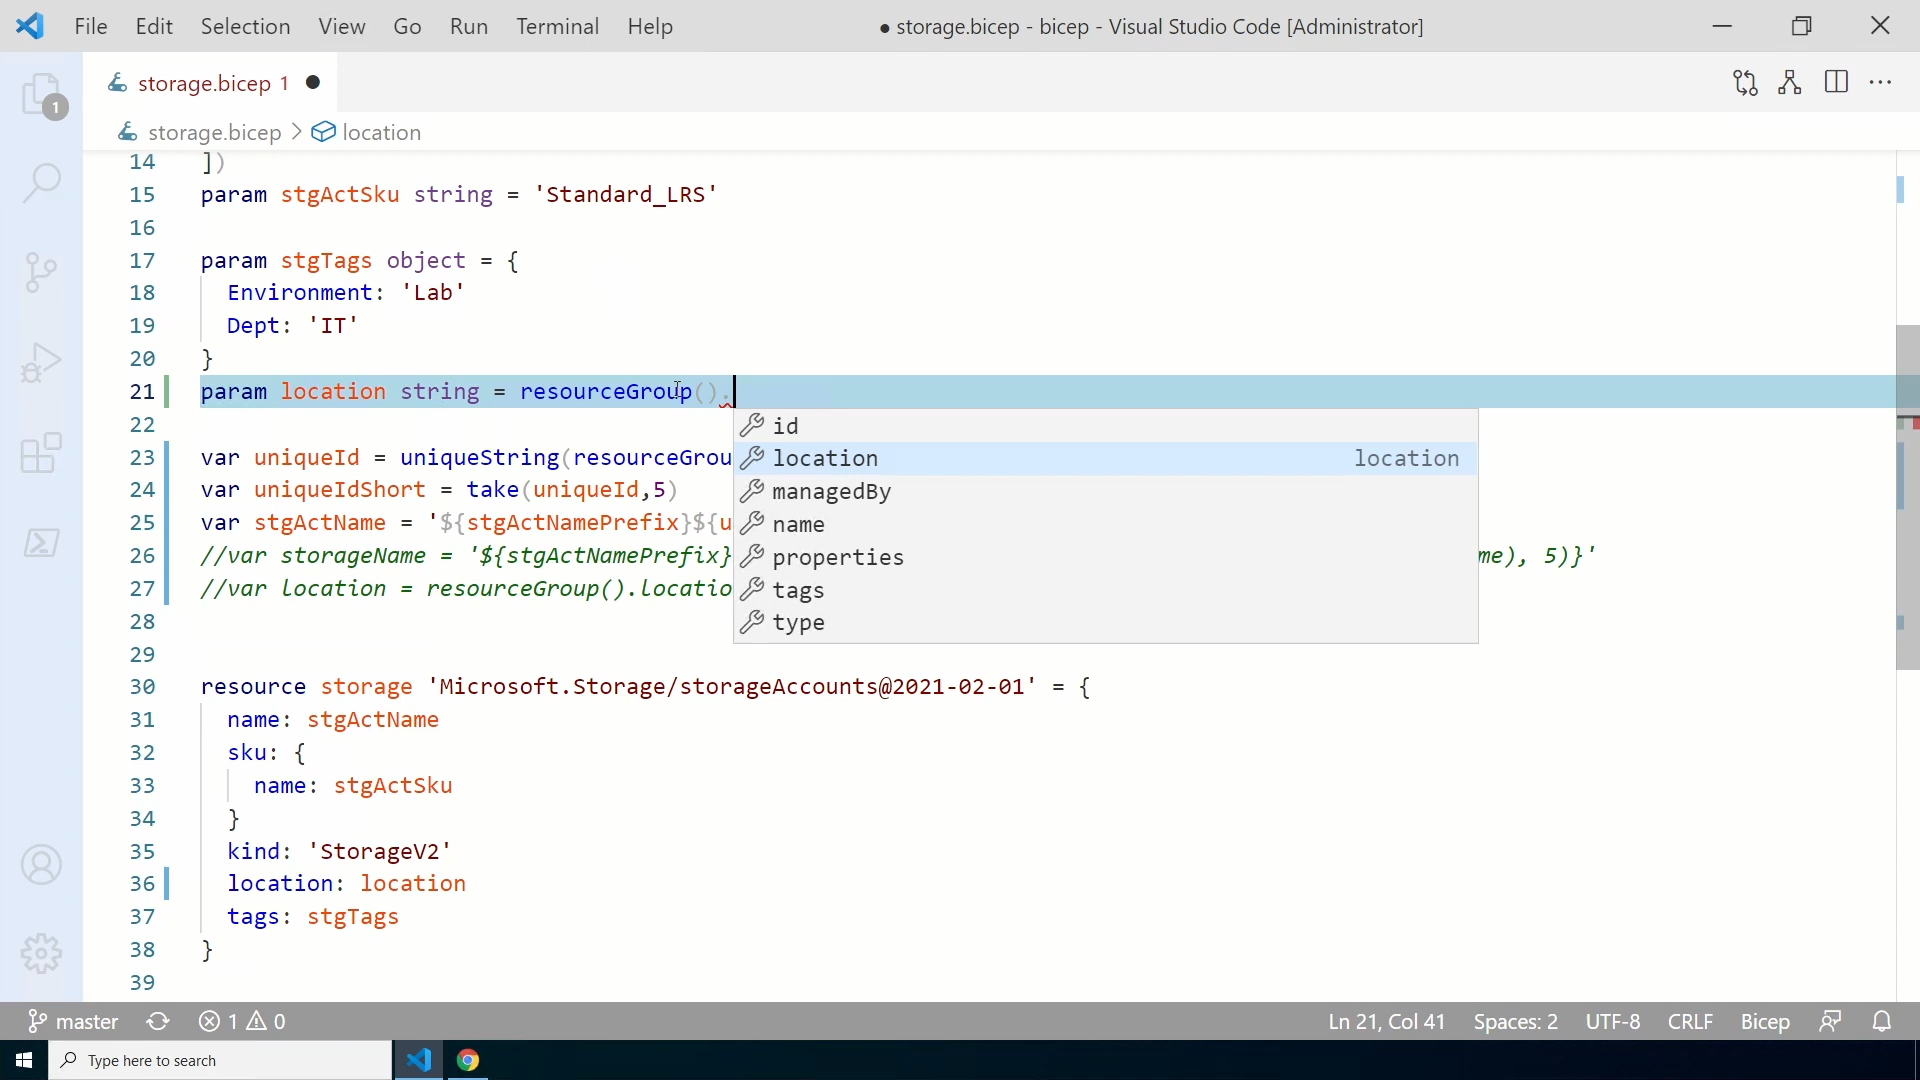 File Edit Selection View Go Run Terminal Help ● storage.bicep - bicep - Visual Studio Code [Administrator]
storage.bicep 1 ●
1
storage.bicep > location
14 ])
15 param stgActSku string = 'Standard_LRS'
16
17 param stgTags object = {
18 Environment: 'Lab'
19 Dept: 'IT'
20 }
21 param location string = resourceGroup().
id
22
23 var uniqueId = uniqueString(resourceGrou
location location
24 var uniqueIdShort = take(uniqueId,5)
managedBy
25 var stgActName = '${stgActNamePrefix}${u
name
26 //var storageName = '${stgActNamePrefix} me), 5)}'
properties
27 //var location = resourceGroup().locatio
tags
28
type
29
30 resource storage 'Microsoft.Storage/storageAccounts@2021-02-01' = {
31 name: stgActName
32 sku: {
33 name: stgActSku
34 }
35 kind: 'StorageV2'
36 location: location
37 tags: stgTags
38 }
39
master 1 0 Ln 21, Col 41 Spaces: 2 UTF-8 CRLF Bicep
Type here to search